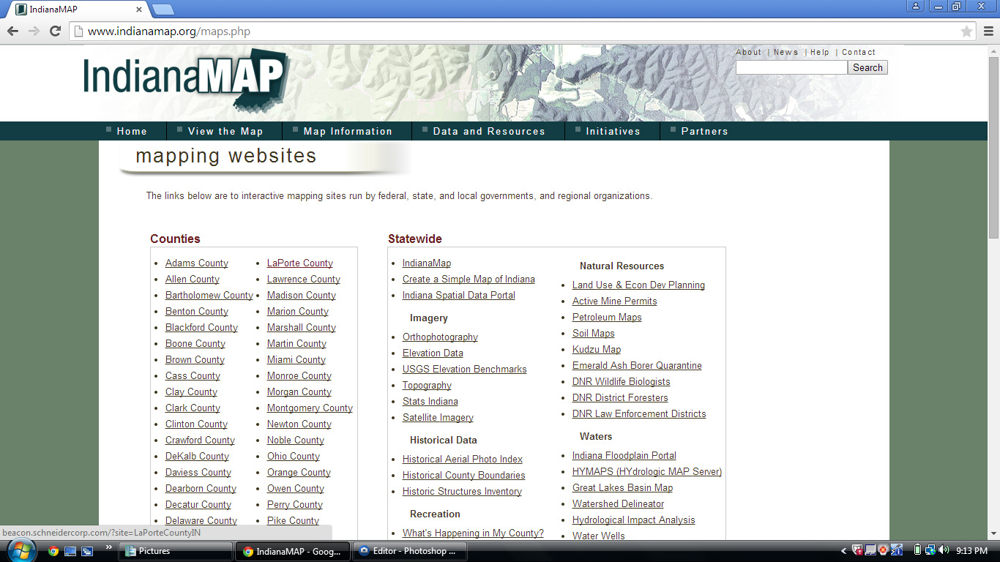 IndianaMAP
www.indianamap.org/maps.php
IndianaMAP
About | News | Help | Contact
Search
Home
View the Map
Map Information
Data and Resources
Initiatives
Partners
mapping websites
The links below are to interactive mapping sites run by federal, state, and local governments, and regional organizations.
Counties
Adams County
Allen County
Bartholomew County
Benton County
Blackford County
Boone County
Brown County
Cass County
Clay County
Clark County
Clinton County
Crawford County
DeKalb County
Daviess County
Dearborn County
Decatur County
Delaware County
LaPorte County
Lawrence County
Madison County
Marion County
Marshall County
Martin County
Miami County
Monroe County
Morgan County
Montgomery County
Newton County
Noble County
Ohio County
Orange County
Owen County
Perry County
Pike County
Statewide
IndianaMap
Create a Simple Map of Indiana
Indiana Spatial Data Portal
Imagery
Orthophotography
Elevation Data
USGS Elevation Benchmarks
Topography
Stats Indiana
Satellite Imagery
Historical Data
Historical Aerial Photo Index
Historical County Boundaries
Historic Structures Inventory
Recreation
What's Happening in My County?
Natural Resources
Land Use & Econ Dev Planning
Active Mine Permits
Petroleum Maps
Soil Maps
Kudzu Map
Emerald Ash Borer Quarantine
DNR Wildlife Biologists
DNR District Foresters
DNR Law Enforcement Districts
Waters
Indiana Floodplain Portal
HYMAPS (HYdrologic MAP Server)
Great Lakes Basin Map
Watershed Delineator
Hydrological Impact Analysis
Water Wells
beacon.schneidercorp.com/?site=LaPorteCountyIN
Pictures
IndianaMAP - Goog...
Editor - Photoshop ...
9:13 PM